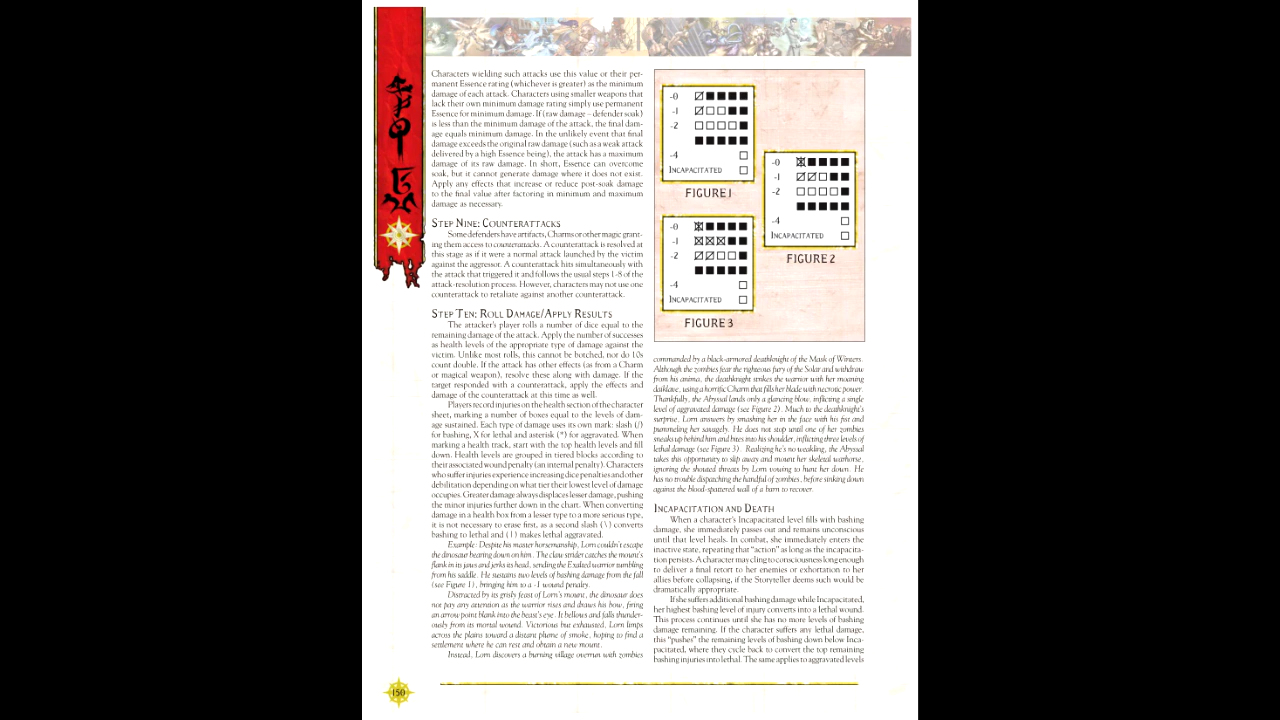 Characters wielding such attacks use this value or their per-
manent Essence rating (whichever is greater) as the minimum
damage of each attack. Characters using smaller weapons that
lack their own minimum damage rating simply use permanent
Essence for minimum damage. If (raw damage – defender soak)
is less than the minimum damage of the attack, the final dam-
age equals minimum damage. In the unlikely event that final
damage exceeds the original raw damage (such as a weak attack
delivered by a high Essence being), the attack has a maximum
damage of its raw damage. In short, Essence can overcome
soak, but it cannot generate damage where it does not exist.
Apply any effects that increase or reduce post-soak damage
to the final value after factoring in minimum and maximum
damage as necessary.
STEP NINE: COUNTERATTACKS
Some defenders have artifacts, Charms or other magic grant-
ing them access to counterattacks. A counterattack is resolved at
this stage as if it were a normal attack launched by the victim
against the aggressor. A counterattack hits simultaneously with
the attack that triggered it and follows the usual steps 1-8 of the
attack-resolution process. However, characters may not use one
counterattack to retaliate against another counterattack.
STEP TEN: ROLL DAMAGE/APPLY RESULTS
The attacker's player rolls a number of dice equal to the
remaining damage of the attack. Apply the number of successes
as health levels of the appropriate type of damage against the
victim. Unlike most rolls, this cannot be botched, nor do 10s
count double. If the attack has other effects (as from a Charm
or magical weapon), resolve these along with damage. If the
target responded with a counterattack, apply the effects and
damage of the counterattack at this time as well.
Players record injuries on the health section of the character
sheet, marking a number of boxes equal to the levels of dam-
age sustained. Each type of damage uses its own mark: slash (/)
for bashing, X for lethal and asterisk (*) for aggravated. When
marking a health track, start with the top health levels and fill
down. Health levels are grouped in tiered blocks according to
their associated wound penalty (an internal penalty). Characters
who suffer injuries experience increasing dice penalties and other
debilitation depending on what tier their lowest level of damage
occupies. Greater damage always displaces lesser damage, pushing
the minor injuries further down in the chart. When converting
damage in a health box from a lesser type to a more serious type,
it is not necessary to erase first, as a second slash (\) converts
bashing to lethal and (|) makes lethal aggravated.
Example: Despite his master horsemanship, Lorn couldn't escape
the dinosaur bearing down on him. The claw strider catches the mount's
flank in its jaws and jerks its head, sending the Exalted warrior tumbling
from his saddle. He sustains two levels of bashing damage from the fall
(see Figure 1), bringing him to a -1 wound penalty.
Distracted by its grisly feast of Lorn's mount, the dinosaur does
not pay any attention as the warrior rises and draws his bow, firing
an arrow point blank into the beast's eye. It bellows and falls thunder-
ously from its mortal wound. Victorious but exhausted, Lorn limps
across the plains toward a distant plume of smoke, hoping to find a
settlement where he can rest and obtain a new mount.
Instead, Lorn discovers a burning village overrun with zombies
-0
-1
-2
-4
INCAPACITATED
FIGURE 1
-0
-1
-2
-4
INCAPACITATED
FIGURE 2
-0
-1
-2
-4
INCAPACITATED
FIGURE 3
commanded by a black-armored deathknight of the Mask of Winters.
Although the zombies fear the righteous fury of the Solar and withdraw
from his anima, the deathknight strikes the warrior with her moaning
daiklave, using a horrific Charm that fills her blade with necrotic power.
Thankfully, the Abyssal lands only a glancing blow, inflicting a single
level of aggravated damage (see Figure 2). Much to the deathknight's
surprise, Lorn answers by smashing her in the face with his fist and
pummeling her savagely. He does not stop until one of her zombies
sneaks up behind him and bites into his shoulder, inflicting three levels of
lethal damage (see Figure 3). Realizing he's no weakling, the Abyssal
takes this opportunity to slip away and mount her skeletal warhorse,
ignoring the shouted threats by Lorn vowing to hunt her down. He
has no trouble dispatching the handful of zombies, before sinking down
against the blood-spattered wall of a barn to recover.
INCAPACITATION AND DEATH
When a character's Incapacitated level fills with bashing
damage, she immediately passes out and remains unconscious
until that level heals. In combat, she immediately enters the
inactive state, repeating that "action" as long as the incapacita-
tion persists. A character may cling to consciousness long enough
to deliver a final retort to her enemies or exhortation to her
allies before collapsing, if the Storyteller deems such would be
dramatically appropriate.
If she suffers additional bashing damage while Incapacitated,
her highest bashing level of injury converts into a lethal wound.
This process continues until she has no more levels of bashing
damage remaining. If the character suffers any lethal damage,
this "pushes" the remaining levels of bashing down below Inca-
pacitated, where they cycle back to convert the top remaining
bashing injuries into lethal. The same applies to aggravated levels
150